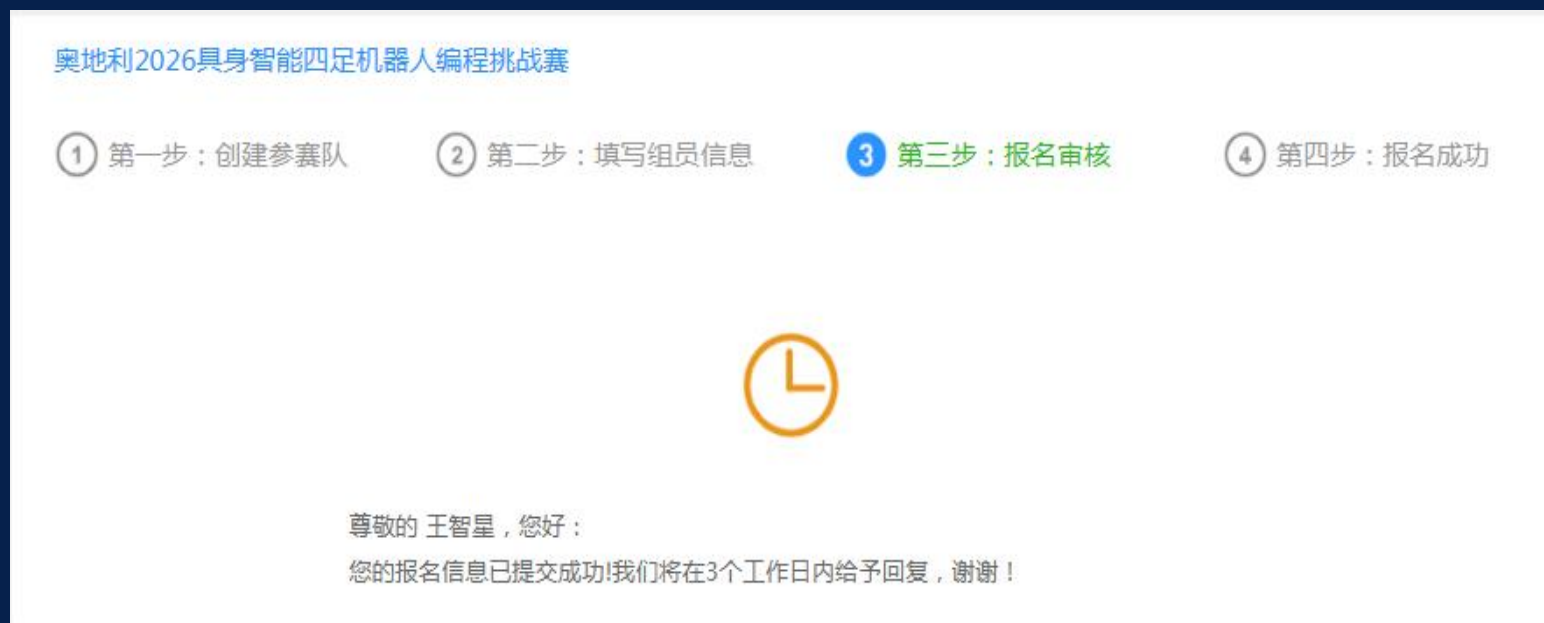 奥地利2026具身智能四足机器人编程挑战赛
1 第一步：创建参赛队 2 第二步：填写组员信息 3 第三步：报名审核 4 第四步：报名成功
尊敬的 王智星，您好：
您的报名信息已提交成功!我们将在3个工作日内给予回复，谢谢！